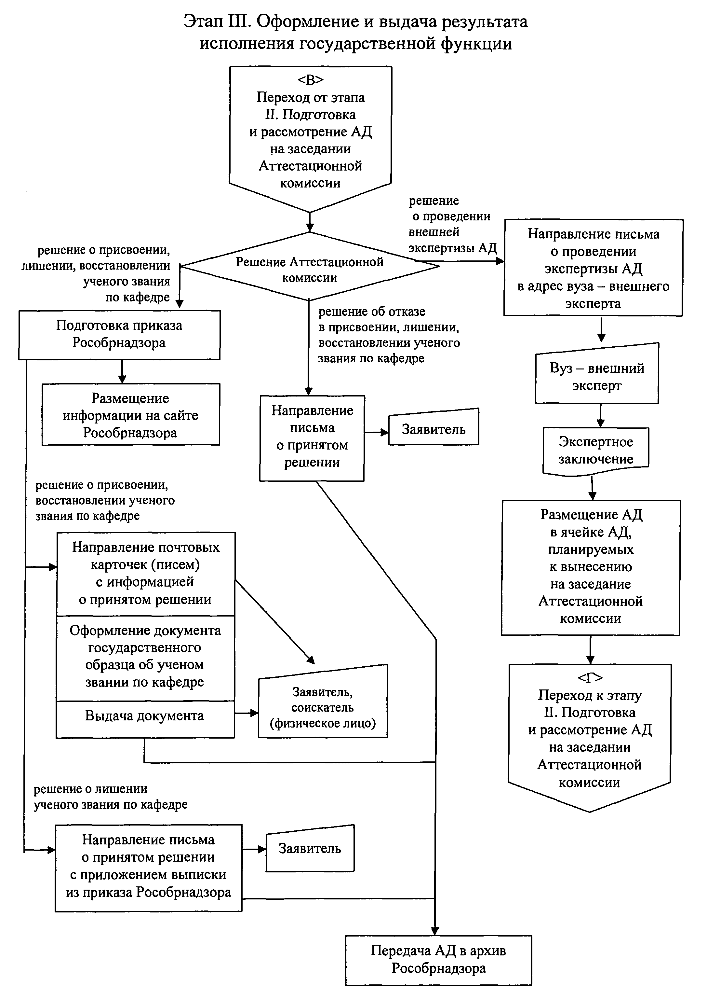 Этап III. Оформление и выдача результата
исполнения государственной функции
<В>
Переход от этапа
II. Подготовка
и рассмотрение АД
на заседании
Аттестационной
комиссии
решение
о проведении
внешней
экспертизы АД
Направление письма
о проведении
экспертизы АД
в адрес вуза – внешнего
эксперта
решение о присвоении,
лишении, восстановлении
ученого звания
по кафедре
Решение Аттестационной
комиссии
решение об отказе
в присвоении, лишении,
восстановлении ученого
звания по кафедре
Подготовка приказа
Рособрнадзора
Вуз – внешний
эксперт
Размещение
информации на сайте
Рособрнадзора
Направление
письма
о принятом
решении
Заявитель
Экспертное
заключение
решение о присвоении,
восстановлении ученого
звания по кафедре
Размещение АД
в ячейке АД,
планируемых
к вынесению
на заседание
Аттестационной
комиссии
Направление почтовых
карточек (писем)
с информацией
о принятом решении
Оформление документа
государственного
образца об ученом
звании по кафедре
Выдача документа
Заявитель,
соискатель
(физическое лицо)
<Г>
Переход к этапу
II. Подготовка
и рассмотрение АД
на заседании
Аттестационной
комиссии
решение о лишении
ученого звания по кафедре
Направление письма
о принятом решении
с приложением выписки
из приказа Рособрнадзора
Заявитель
Передача АД в архив
Рособрнадзора